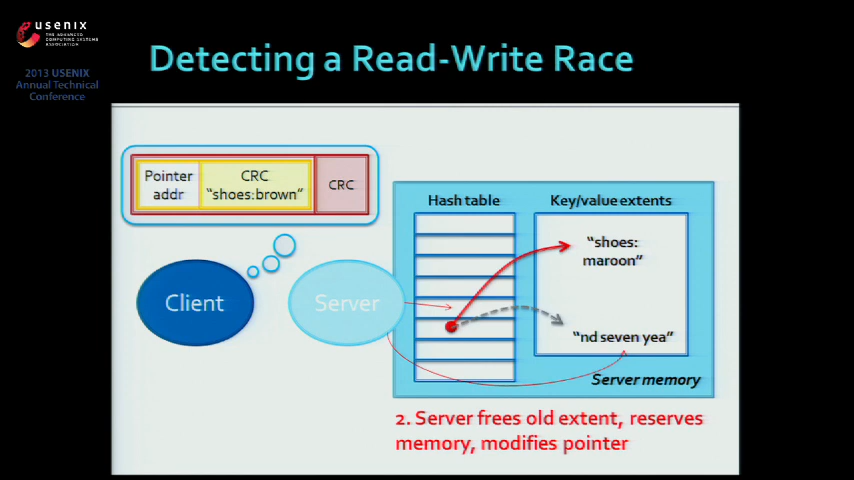 USENIX
THE ADVANCED
COMPUTING SYSTEMS
ASSOCIATION
2013 USENIX
Annual Technical
Conference
Detecting a Read-Write Race
Pointer
addr
CRC
"shoes:brown"
CRC
Client
Server
Hash table
Key/value extents
"shoes:
maroon"
"nd seven yea"
Server memory
2. Server frees old extent, reserves
memory, modifies pointer